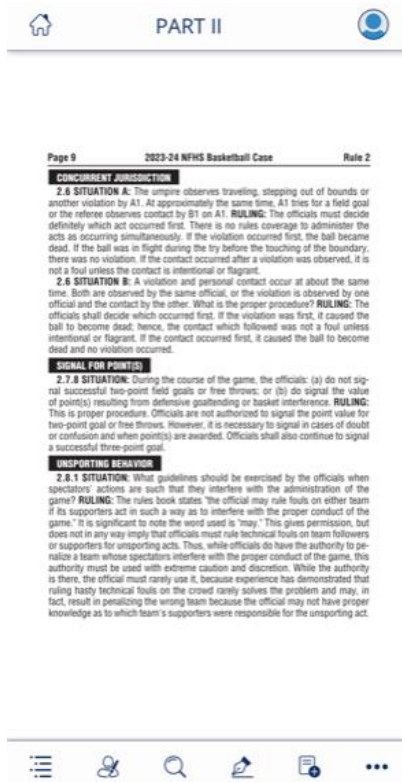 PART II
Page 9 2023-24 NFHS Basketball Case Rule 2
CONCURRENT JURISDICTION
2.6 SITUATION A: The umpire observes traveling, stepping out of bounds or
another violation by A1. At approximately the same time, A1 tries for a field goal
or the referee observes contact by B1 on A1. RULING: The officials must decide
definitely which act occurred first. There is no rules coverage to administer the
acts as occurring simultaneously. If the violation occurred first, the ball became
dead. If the ball was in flight during the try before the touching of the boundary,
there was no violation. If the contact occurred after a violation was observed, it is
not a foul unless the contact is intentional or flagrant.
2.6 SITUATION B: A violation and personal contact occur at about the same
time. Both are observed by the same official, or the violation is observed by one
official and the contact by the other. What is the proper procedure? RULING: The
officials shall decide which occurred first. If the violation was first, it caused the
ball to become dead; hence, the contact which followed was not a foul unless
intentional or flagrant. If the contact occurred first, it caused the ball to become
dead and no violation occurred.
SIGNAL FOR POINT(S)
2.7.8 SITUATION: During the course of the game, the officials: (a) do not sig-
nal successful two-point field goals or free throws; or (b) do signal the value
of point(s) resulting from defensive goaltending or basket interference. RULING:
This is proper procedure. Officials are not authorized to signal the point value for
two-point goal or free throws. However, it is necessary to signal in cases of doubt
or confusion and when point(s) are awarded. Officials shall also continue to signal
a successful three-point goal.
UNSPORTING BEHAVIOR
2.8.1 SITUATION: What guidelines should be exercised by the officials when
spectators' actions are such that they interfere with the administration of the
game? RULING: The rules book states "the official may rule fouls on either team
if its supporters act in such a way as to interfere with the proper conduct of the
game." It is significant to note the word used is "may." This gives permission, but
does not in any way imply that officials must rule technical fouls on team followers
or supporters for unsporting acts. Thus, while officials do have the authority to pe-
nalize a team whose spectators interfere with the proper conduct of the game, this
authority must be used with extreme caution and discretion. While the authority
is there, the official must rarely use it, because experience has demonstrated that
ruling hasty technical fouls on the crowd rarely solves the problem and may, in
fact, result in penalizing the wrong team because the official may not have proper
knowledge as to which team's supporters were responsible for the unsporting act.